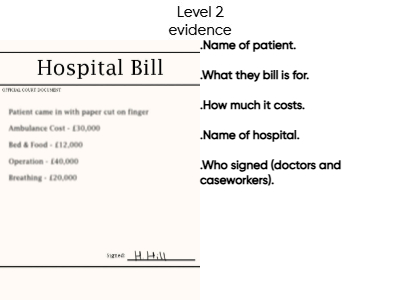 Level 2
evidence
Hospital Bill
OFFICIAL COURT DOCUMENT
Patient came in with paper cut on finger
Ambulance Cost - £30,000
Bed & Food - £12,000
Operation - £40,000
Breathing - £20,000
Signed: H.Hill
.Name of patient.
.What they bill is for.
.How much it costs.
.Name of hospital.
.Who signed (doctors and
caseworkers).